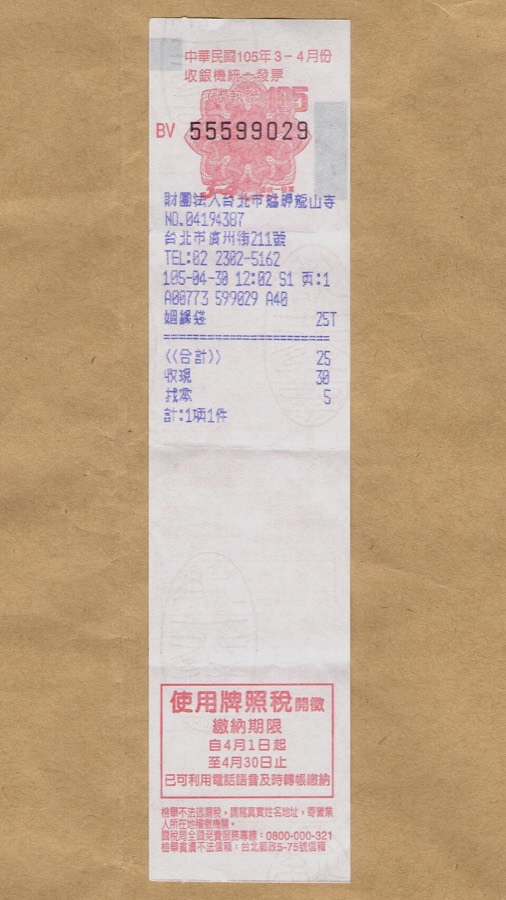 中華民國105年3-4月份
收銀機統一發票
105
BV 55599029
財團法人台北市艋舺龍山寺
NO.04194387
台北市廣州街211號
TEL:02 2302-5162
105-04-30 12:02 S1 頁:1
A00773 599029 A40
姻緣袋 25T
======================
<<合計>> 25
收現 30
找零 5
計:1項1件
使用牌照稅開徵
繳納期限
自4月1日起
至4月30日止
已可利用電話語音及時轉帳繳納
檢舉不法逃漏稅,請寫真實姓名地址,寄營業
人所在地稽徵機關。
國稅局全國免費服務專線:0800-000-321
檢舉貪瀆不法信箱:台北郵政5-75號信箱